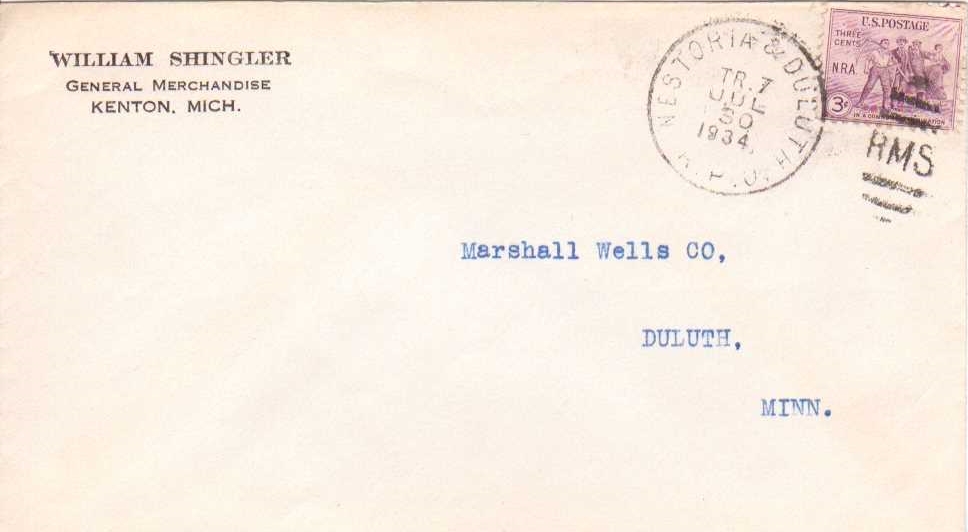 WILLIAM SHINGLER
GENERAL MERCHANDISE
KENTON, MICH.
NESTORIA & DULUTH
TR. 7
JUL
30
1934
R.P.O.
U.S. POSTAGE
THREE
CENTS
N.R.A.
3¢
RMS
Marshall Wells CO,
DULUTH,
MINN.